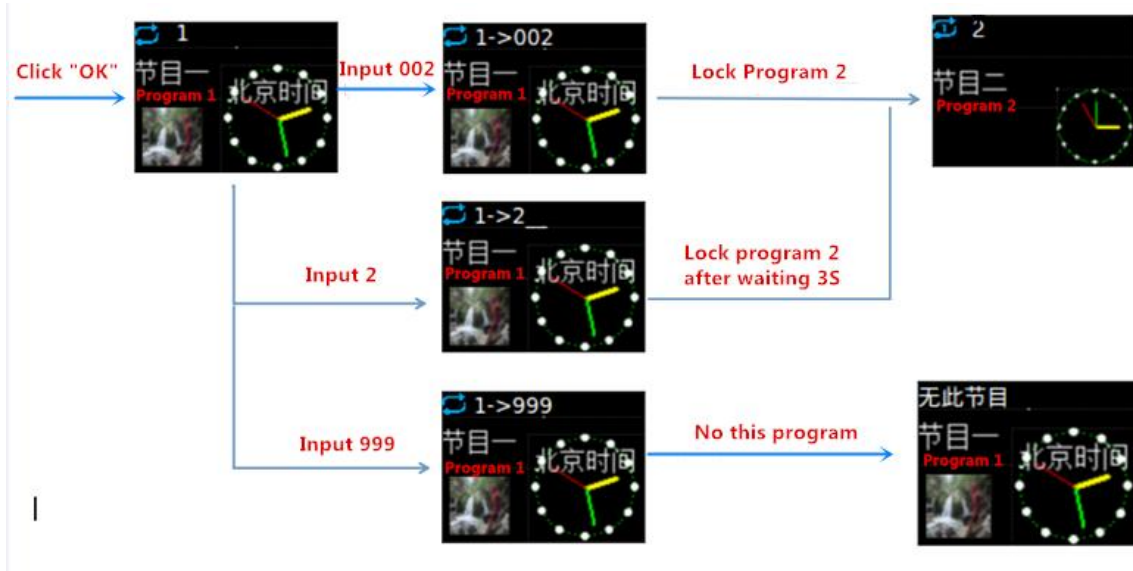 Click "OK"
1
节目一
Program 1
北京时间
Input 002
1->002
节目一
Program 1
北京时间
Lock Program 2
2
节目二
Program 2
Input 2
1->2__
节目一
Program 1
北京时间
Lock program 2
after waiting 3S
Input 999
1->999
节目一
Program 1
北京时间
No this program
无此节目
节目一
Program 1
北京时间